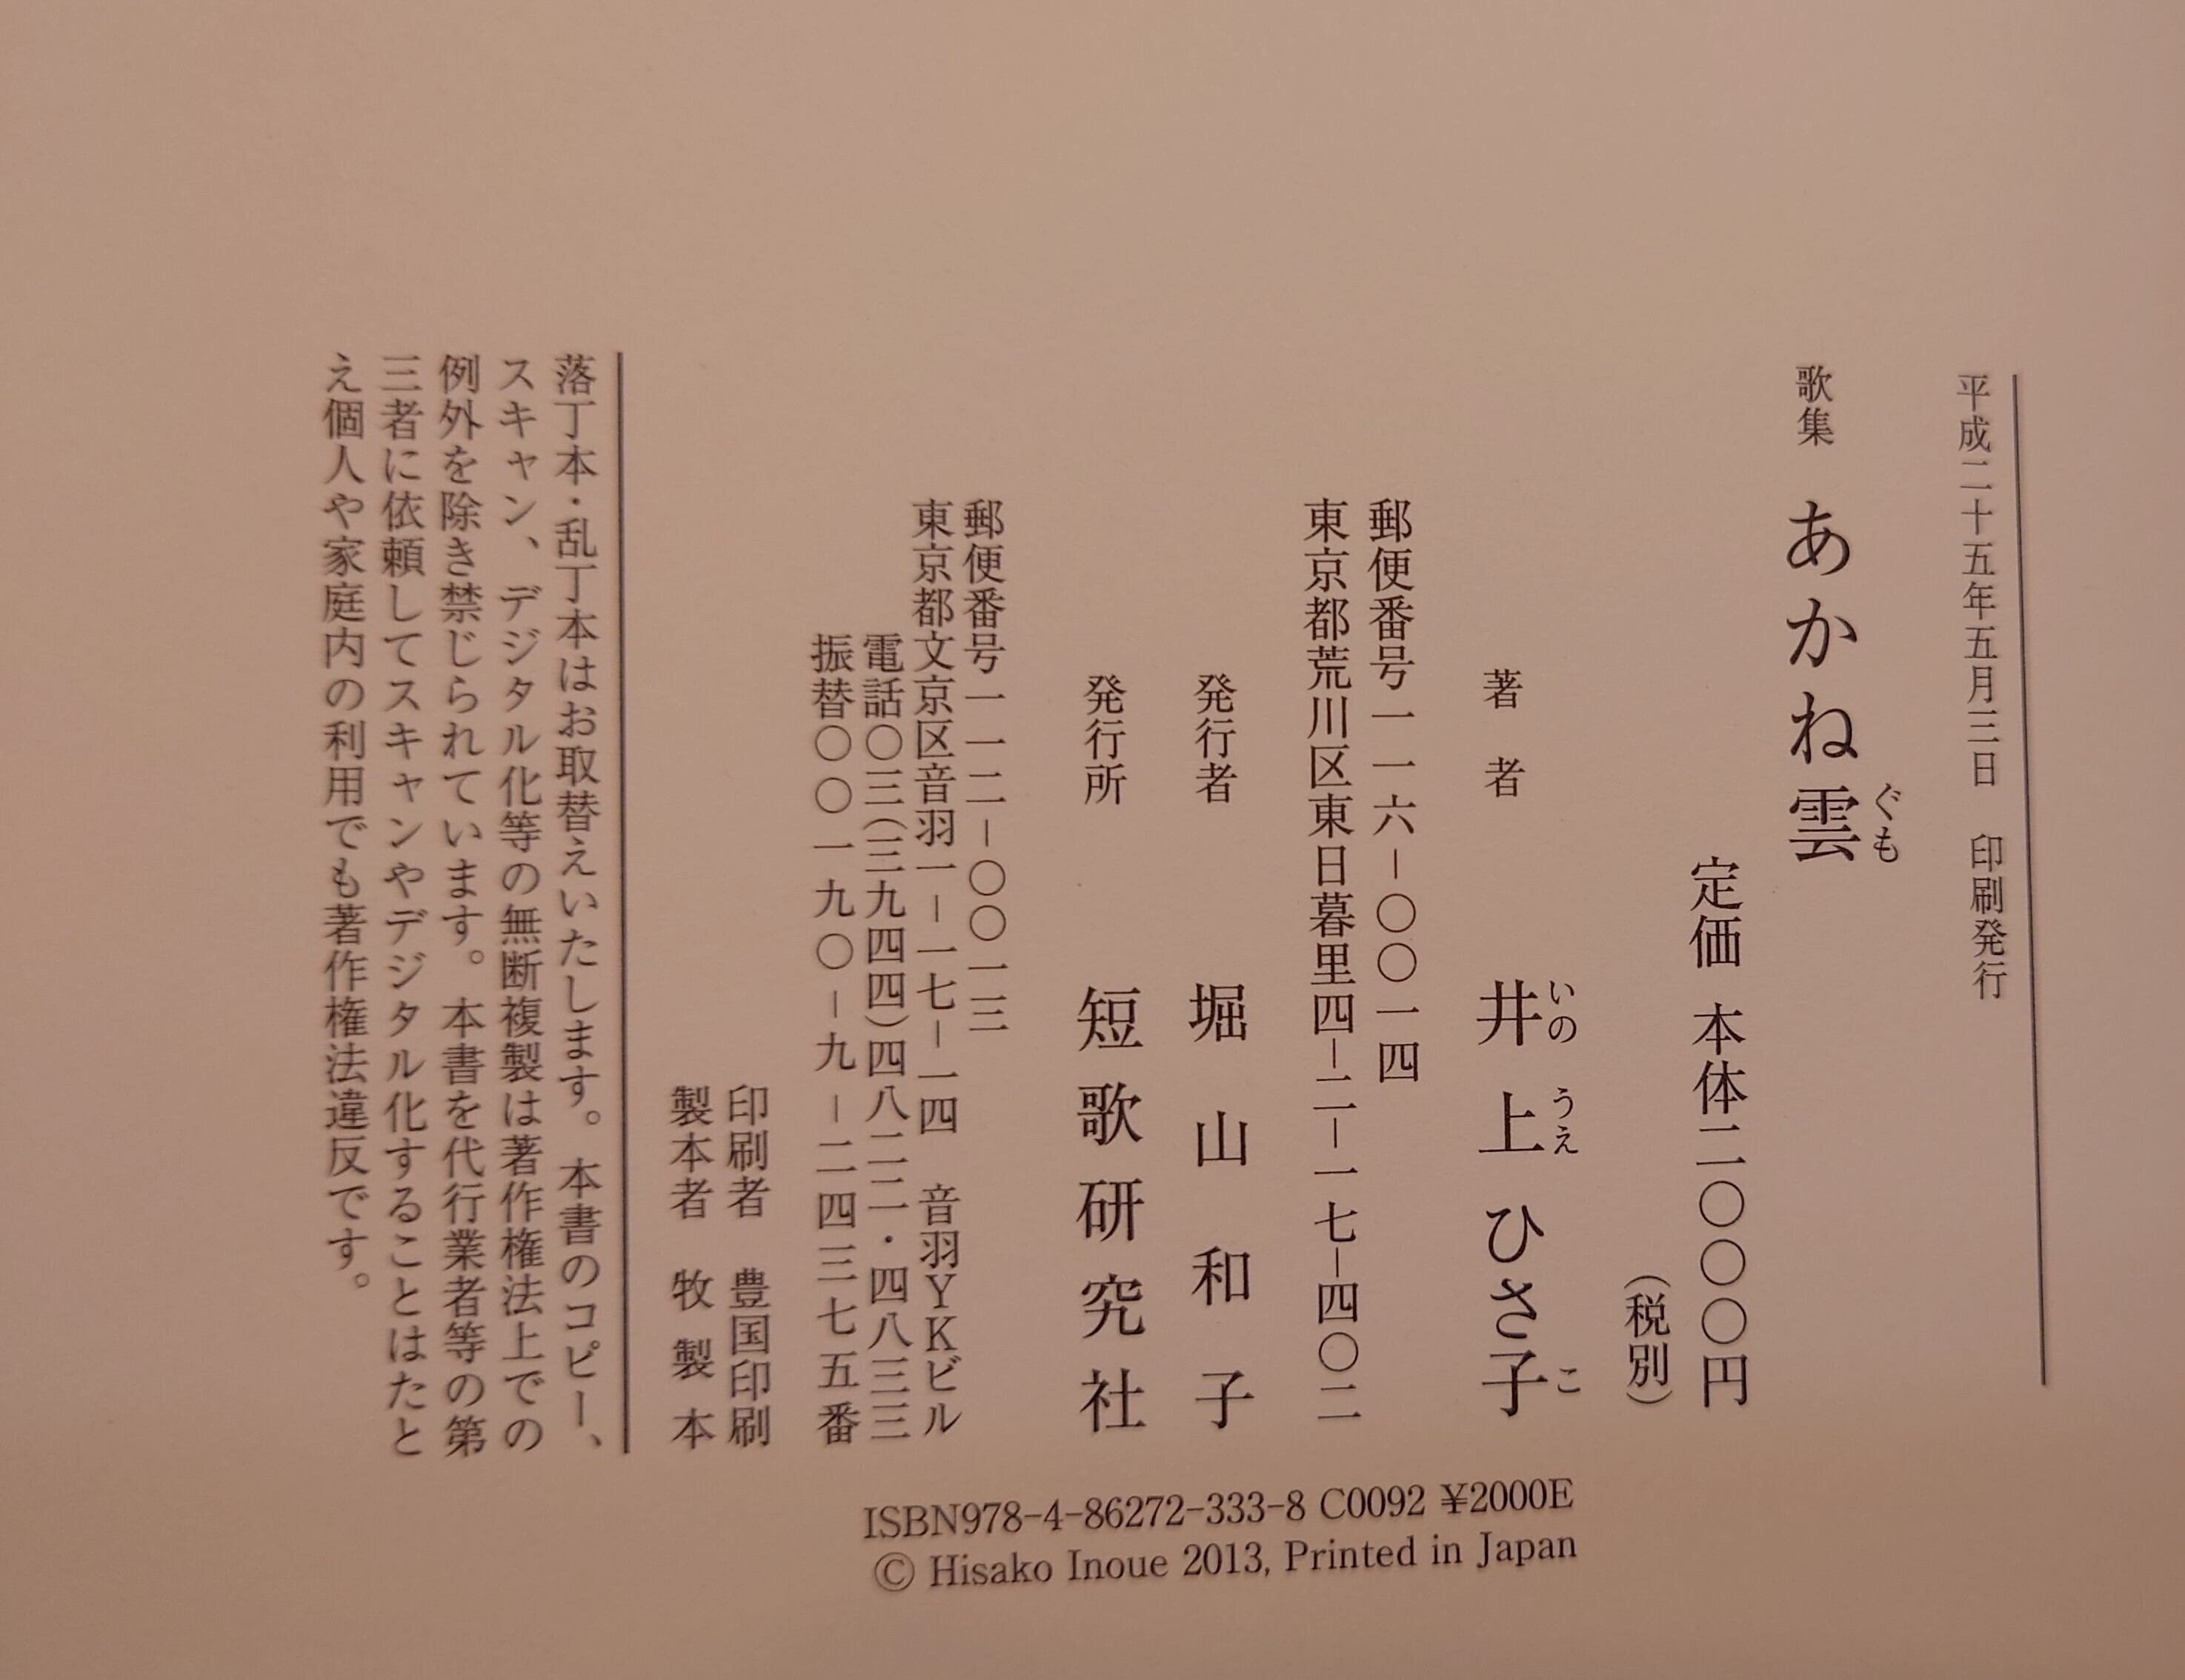 平成二十五年五月三日　印刷発行
歌集　あかね雲
ぐも
定価　本体二〇〇〇円
（税別）
著者　井上ひさ子
いの　うえ　こ
郵便番号一一六－〇〇一四
東京都荒川区東日暮里四－二－一七－四〇二
発行者　堀山和子
発行所　短歌研究社
郵便番号一一二－〇〇一三
東京都文京区音羽一－一七－一四　音羽ＹＫビル
電話〇三（三九四四）四八二二・四八三三
振替〇〇一九〇－九－二四三七五番
印刷者　豊国印刷
製本者　牧製本
落丁本・乱丁本はお取替えいたします。本書のコピー、
スキャン、デジタル化等の無断複製は著作権法上での
例外を除き禁じられています。本書を代行業者等の第
三者に依頼してスキャンやデジタル化することはたと
え個人や家庭内の利用でも著作権法違反です。
ISBN978-4-86272-333-8 C0092 ¥2000E
© Hisako Inoue 2013, Printed in Japan